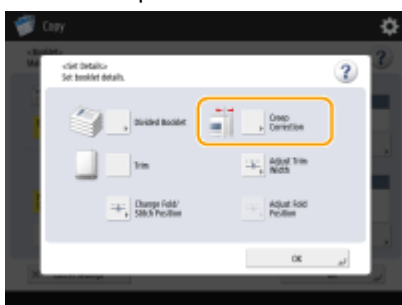 Copy
<Set Details>
Set booklet details.
?
Divided Booklet
Creep
Correction
Trim
Adjust Trim
Width
Change Fold/
Stitch Position
Adjust Fold
Position
OK